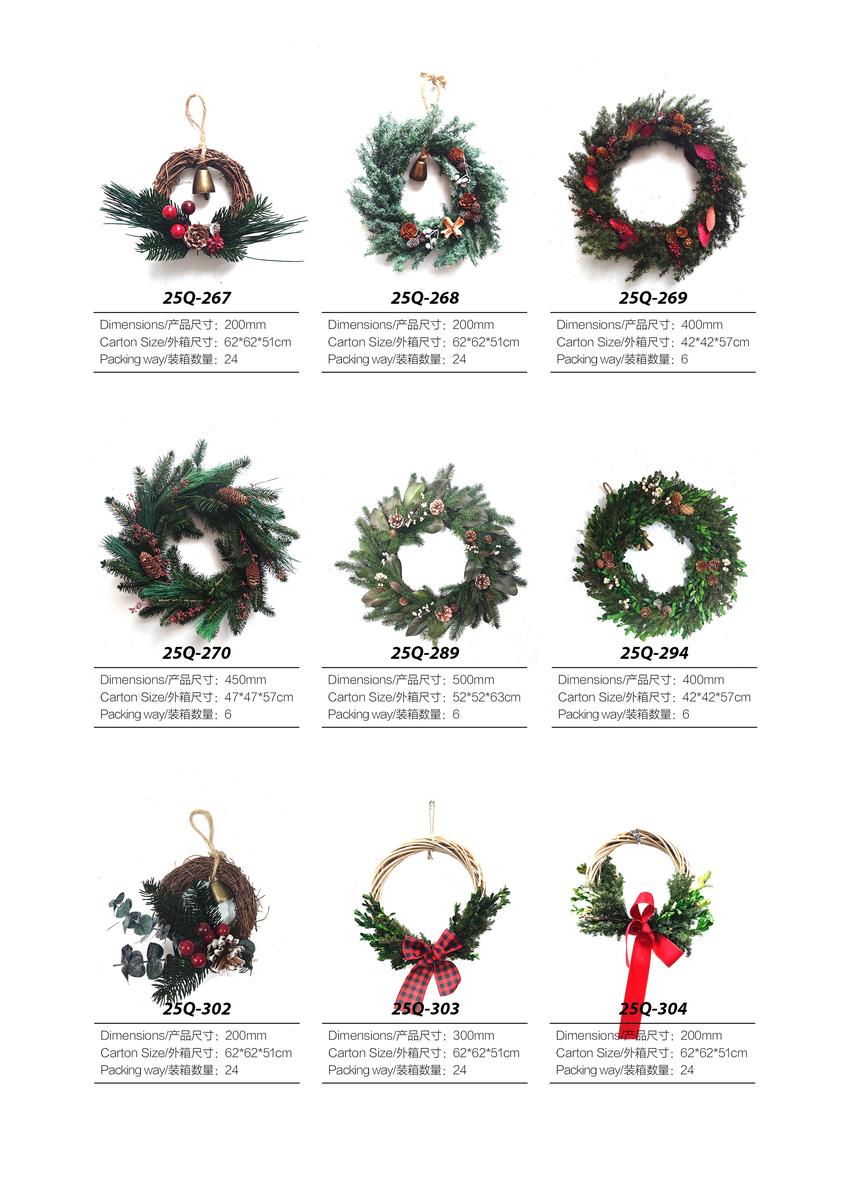 25Q-267
Dimensions/产品尺寸：200mm
Carton Size/外箱尺寸：62*62*51cm
Packing way/装箱数量：24
25Q-268
Dimensions/产品尺寸：200mm
Carton Size/外箱尺寸：62*62*51cm
Packing way/装箱数量：24
25Q-269
Dimensions/产品尺寸：400mm
Carton Size/外箱尺寸：42*42*57cm
Packing way/装箱数量：6
25Q-270
Dimensions/产品尺寸：450mm
Carton Size/外箱尺寸：47*47*57cm
Packing way/装箱数量：6
25Q-289
Dimensions/产品尺寸：500mm
Carton Size/外箱尺寸：52*52*63cm
Packing way/装箱数量：6
25Q-294
Dimensions/产品尺寸：400mm
Carton Size/外箱尺寸：42*42*57cm
Packing way/装箱数量：6
25Q-302
Dimensions/产品尺寸：200mm
Carton Size/外箱尺寸：62*62*51cm
Packing way/装箱数量：24
25Q-303
Dimensions/产品尺寸：300mm
Carton Size/外箱尺寸：62*62*51cm
Packing way/装箱数量：24
25Q-304
Dimensions/产品尺寸：200mm
Carton Size/外箱尺寸：62*62*51cm
Packing way/装箱数量：24